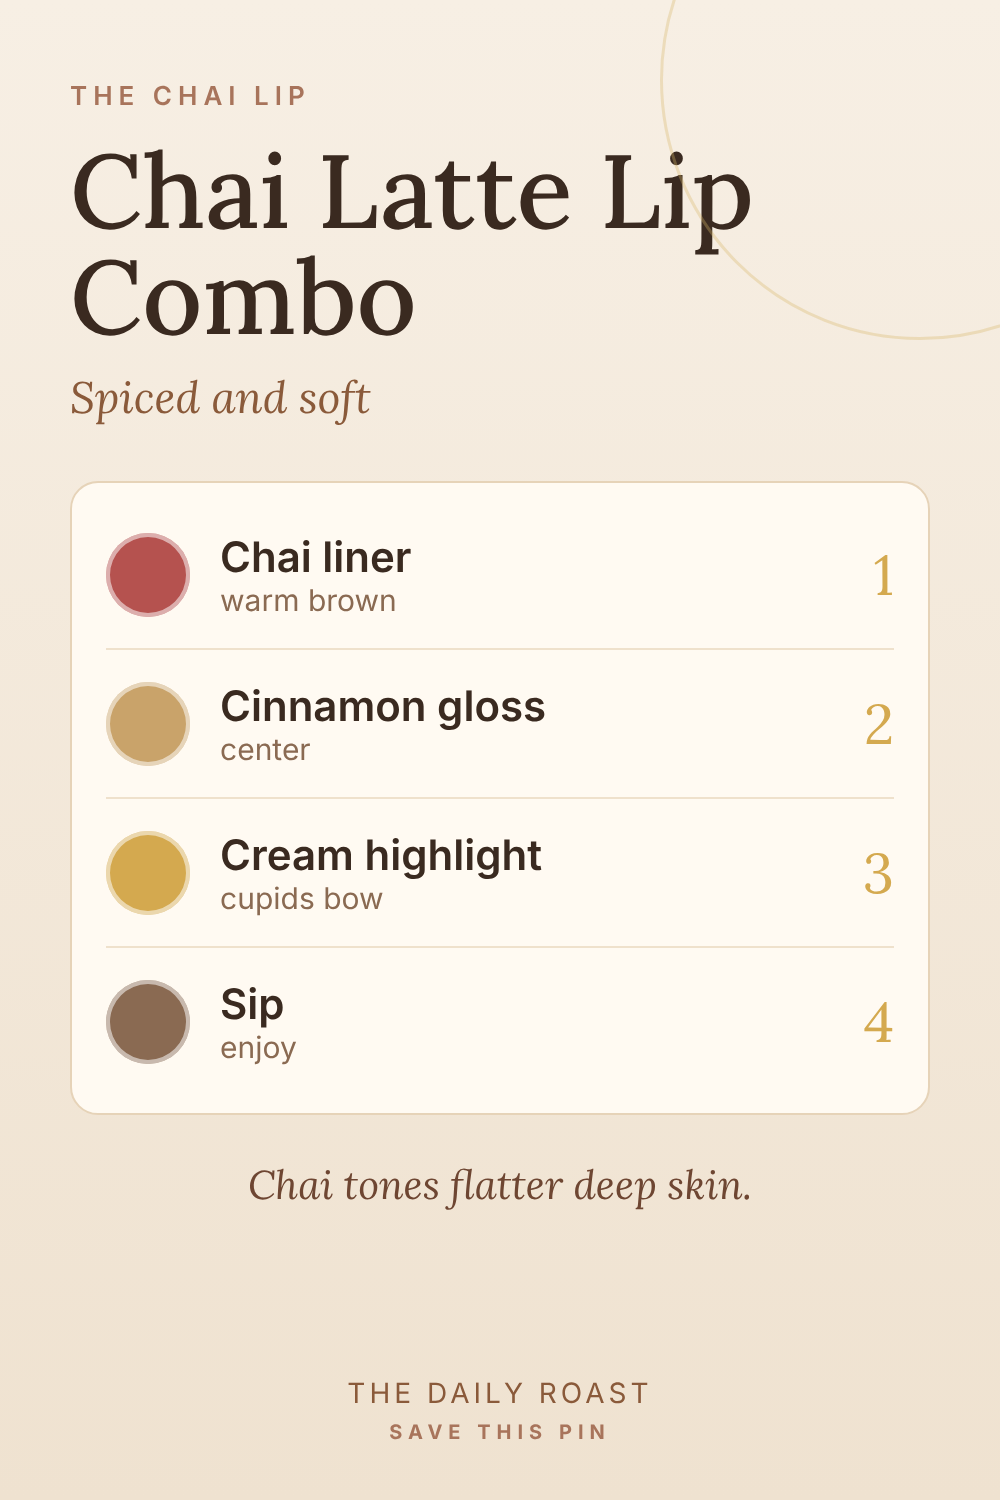 THE CHAI LIP
Chai Latte Lip
Combo
Spiced and soft
Chai liner
warm brown
1
Cinnamon gloss
center
2
Cream highlight
cupids bow
3
Sip
enjoy
4
Chai tones flatter deep skin.
THE DAILY ROAST
SAVE THIS PIN